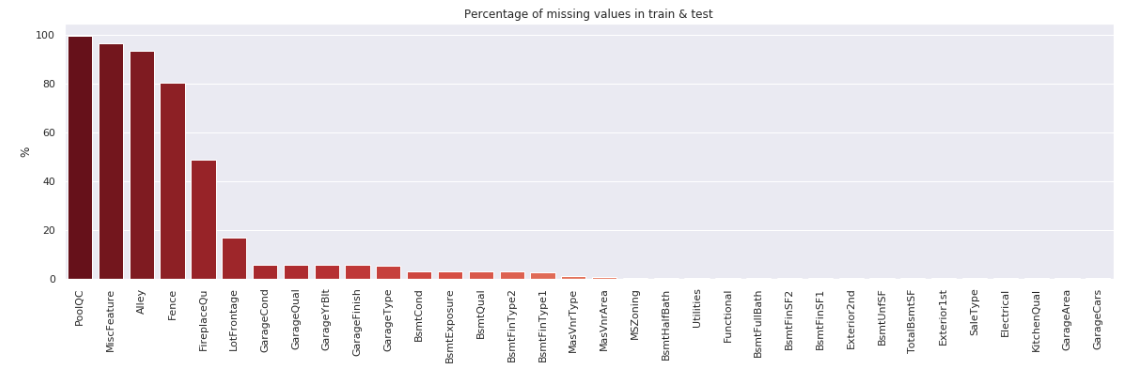 Percentage of missing values in train & test
%
100
80
60
40
20
0
PoolQC
MiscFeature
Alley
Fence
FireplaceQu
LotFrontage
GarageCond
GarageQual
GarageYrBlt
GarageFinish
GarageType
BsmtCond
BsmtExposure
BsmtQual
BsmtFinType2
BsmtFinType1
MasVnrType
MasVnrArea
MSZoning
BsmtHalfBath
Utilities
Functional
BsmtFullBath
BsmtFinSF2
BsmtFinSF1
Exterior2nd
BsmtUnfSF
TotalBsmtSF
Exterior1st
SaleType
Electrical
KitchenQual
GarageArea
GarageCars